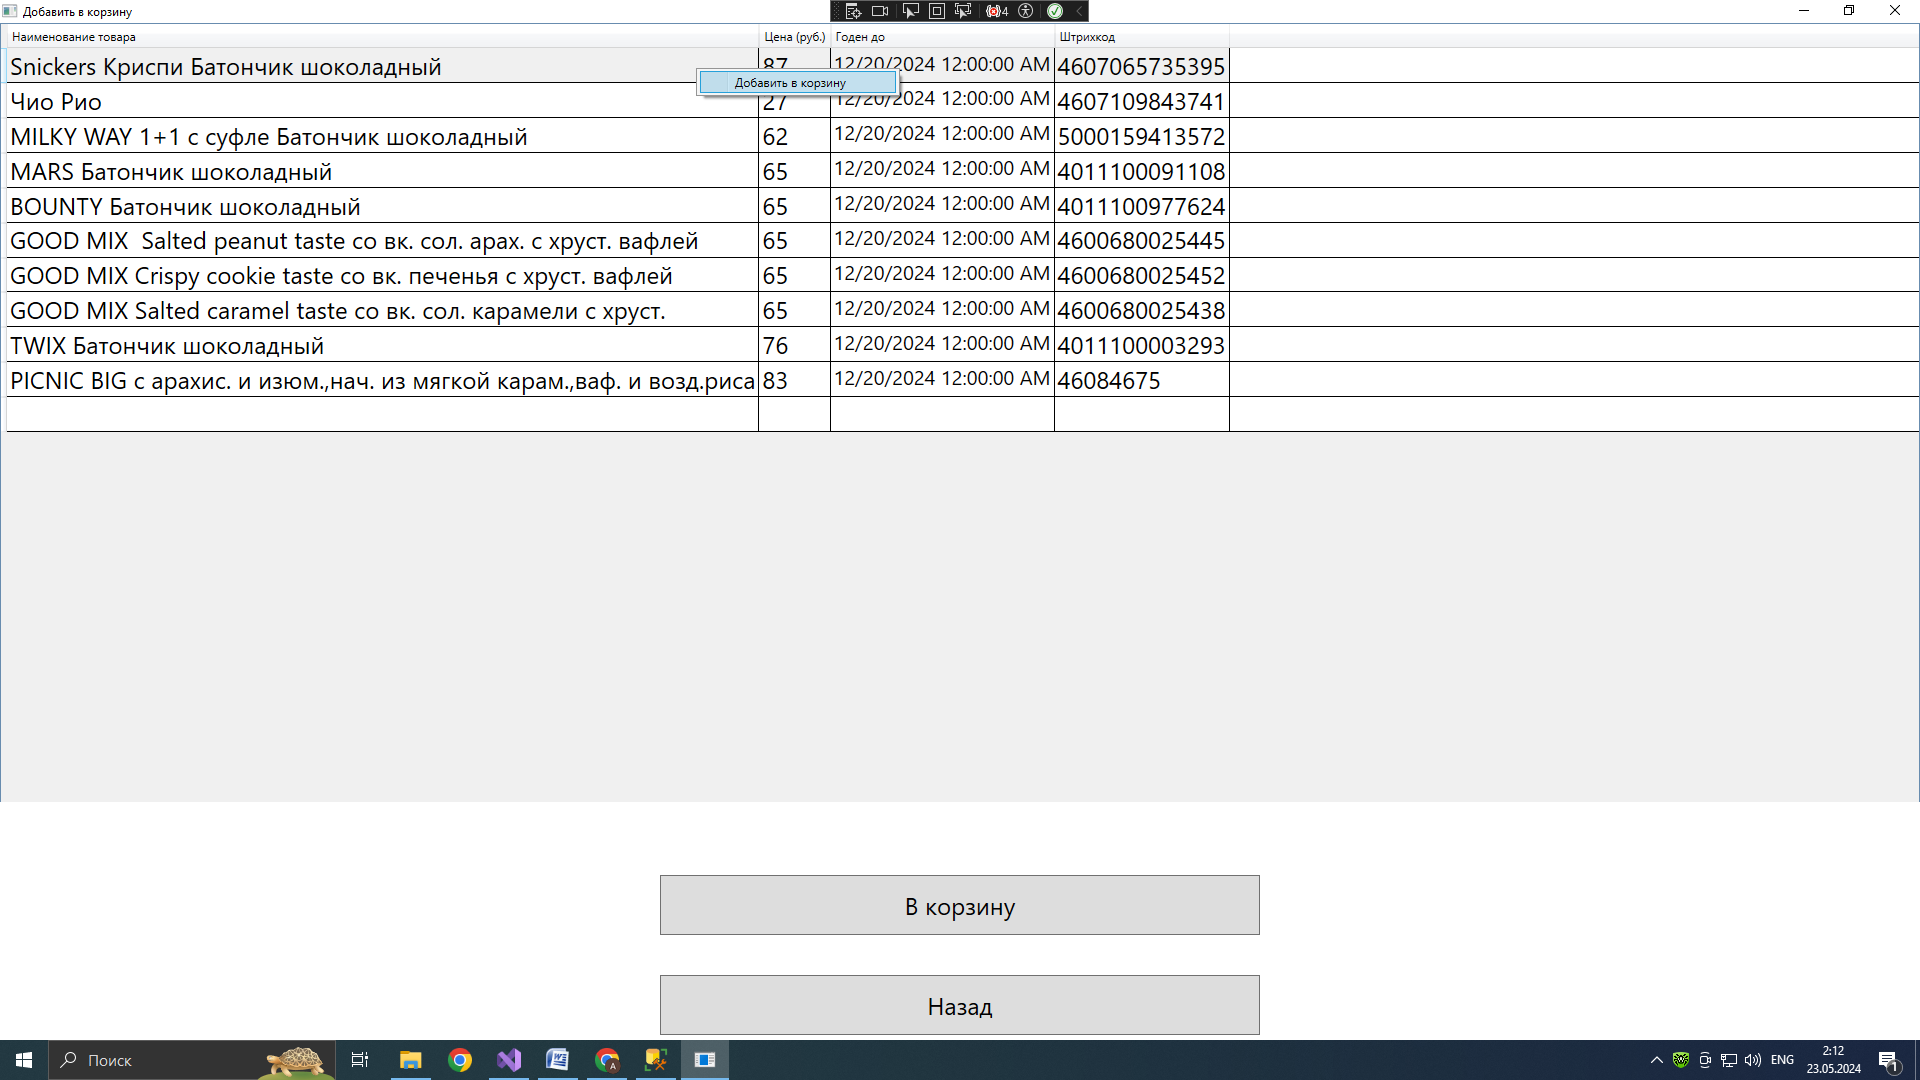 Добавить в корзину
4
Наименование товара Цена (руб.) Годен до Штрихкод
Snickers Криспи Батончик шоколадный 87 12/20/2024 12:00:00 AM 4607065735395
Добавить в корзину
Чио Рио 27 12/20/2024 12:00:00 AM 4607109843741
MILKY WAY 1+1 с суфле Батончик шоколадный 62 12/20/2024 12:00:00 AM 5000159413572
MARS Батончик шоколадный 65 12/20/2024 12:00:00 AM 4011100091108
BOUNTY Батончик шоколадный 65 12/20/2024 12:00:00 AM 4011100977624
GOOD MIX  Salted peanut taste со вк. сол. арах. с хруст. вафлей 65 12/20/2024 12:00:00 AM 4600680025445
GOOD MIX Crispy cookie taste со вк. печенья с хруст. вафлей 65 12/20/2024 12:00:00 AM 4600680025452
GOOD MIX Salted caramel taste со вк. сол. карамели с хруст. 65 12/20/2024 12:00:00 AM 4600680025438
TWIX Батончик шоколадный 76 12/20/2024 12:00:00 AM 4011100003293
PICNIC BIG с арахис. и изюм.,нач. из мягкой карам.,ваф. и возд.риса 83 12/20/2024 12:00:00 AM 46084675
В корзину
Назад
Поиск
ENG
2:12
23.05.2024
1